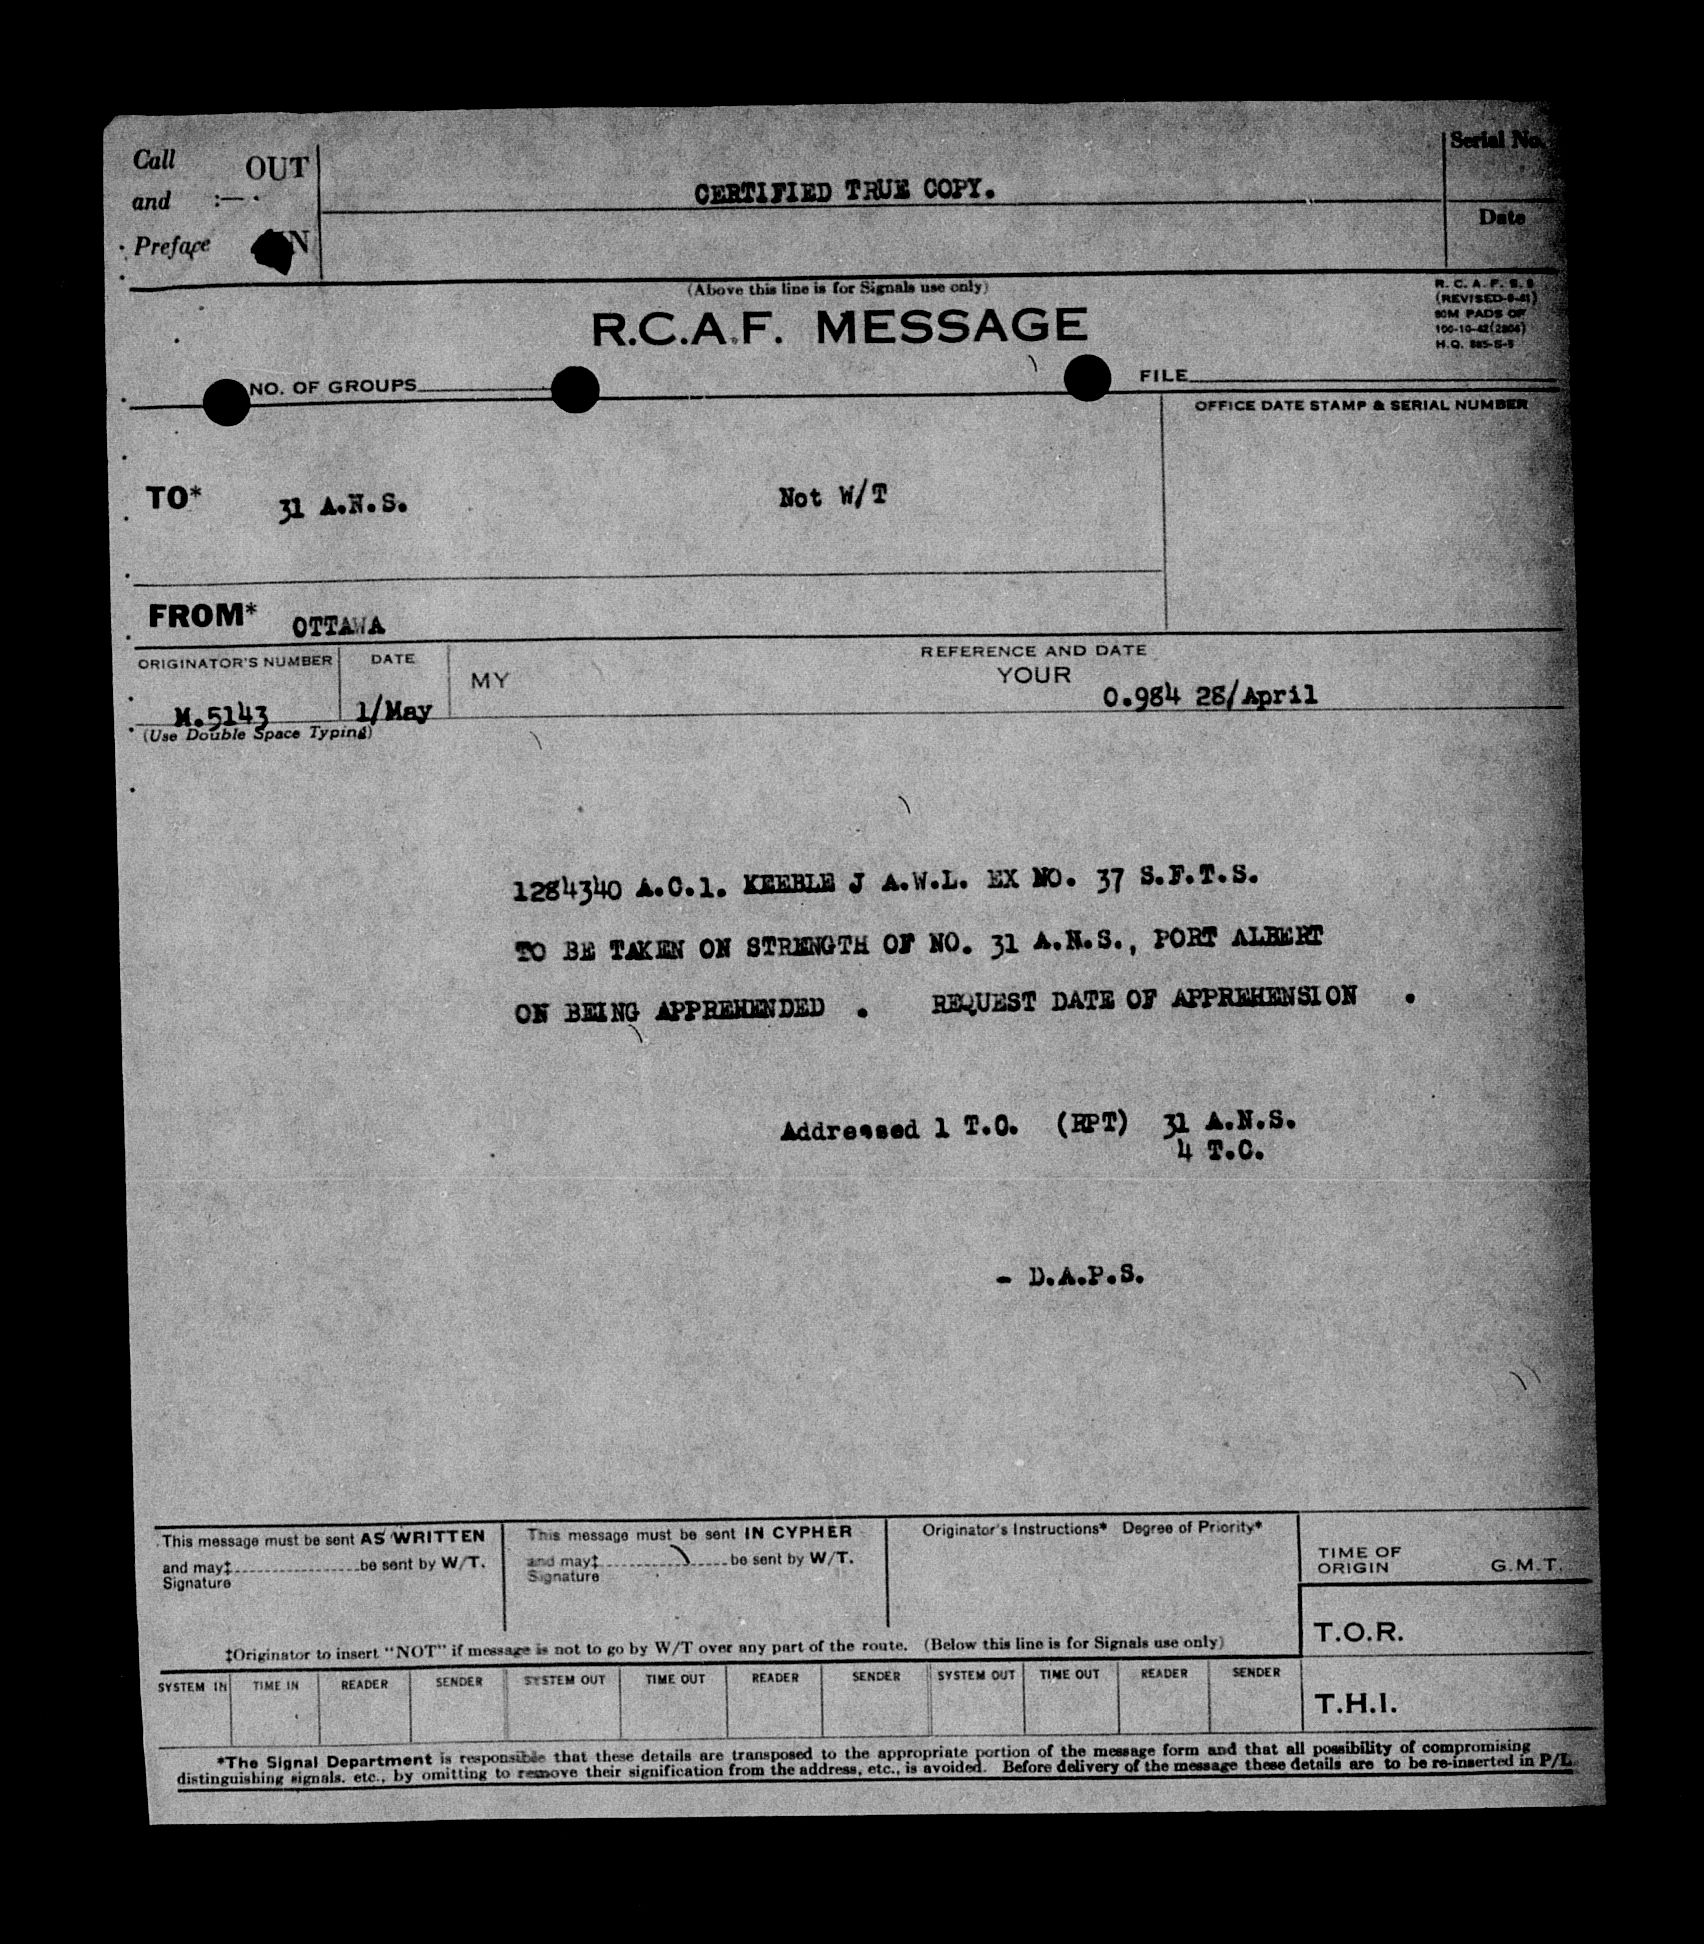 Call
and :— OUT
Preface IN
CERTIFIED TRUE COPY.
Serial No.
Date
(Above this line is for Signals use only)
R.C.A.F. MESSAGE
R. C. A. F. S. 9
(REVISED-9-41)
100-10-42 (2804)
NO. OF GROUPS
FILE
OFFICE DATE STAMP & SERIAL NUMBER
TO* 31 A.N.S. Not W/T
FROM* OTTAWA
ORIGINATOR'S NUMBER DATE MY REFERENCE AND DATE
YOUR
M.5143 1/May 0.984 28/April
(Use Double Space Typing)
1284340 A.C.1. KEEBLE J A.W.L. EX NO. 37 S.F.T.S.
TO BE TAKEN ON STRENGTH OF NO. 31 A.N.S., PORT ALBERT
ON BEING APPREHENDED . REQUEST DATE OF APPREHENSION .
Addressed 1 T.C. (RPT) 31 A.N.S.
4 T.C.
- D.A.P.S.
This message must be sent AS WRITTEN
and may‡ be sent by W/T.
Signature
This message must be sent IN CYPHER
and may‡ be sent by W/T.
Signature
Originator's Instructions* Degree of Priority*
TIME OF
ORIGIN G.M.T.
T.O.R.
‡Originator to insert "NOT" if message is not to go by W/T over any part of the route. (Below this line is for Signals use only)
SYSTEM IN TIME IN READER SENDER SYSTEM OUT TIME OUT READER SENDER SYSTEM OUT TIME OUT READER SENDER
T.H.I.
*The Signal Department is responsible that these details are transposed to the appropriate portion of the message form and that all possibility of compromising
distinguishing signals, etc., by omitting to remove their signification from the address, etc., is avoided. Before delivery of the message these details are to be re-inserted in P/L.